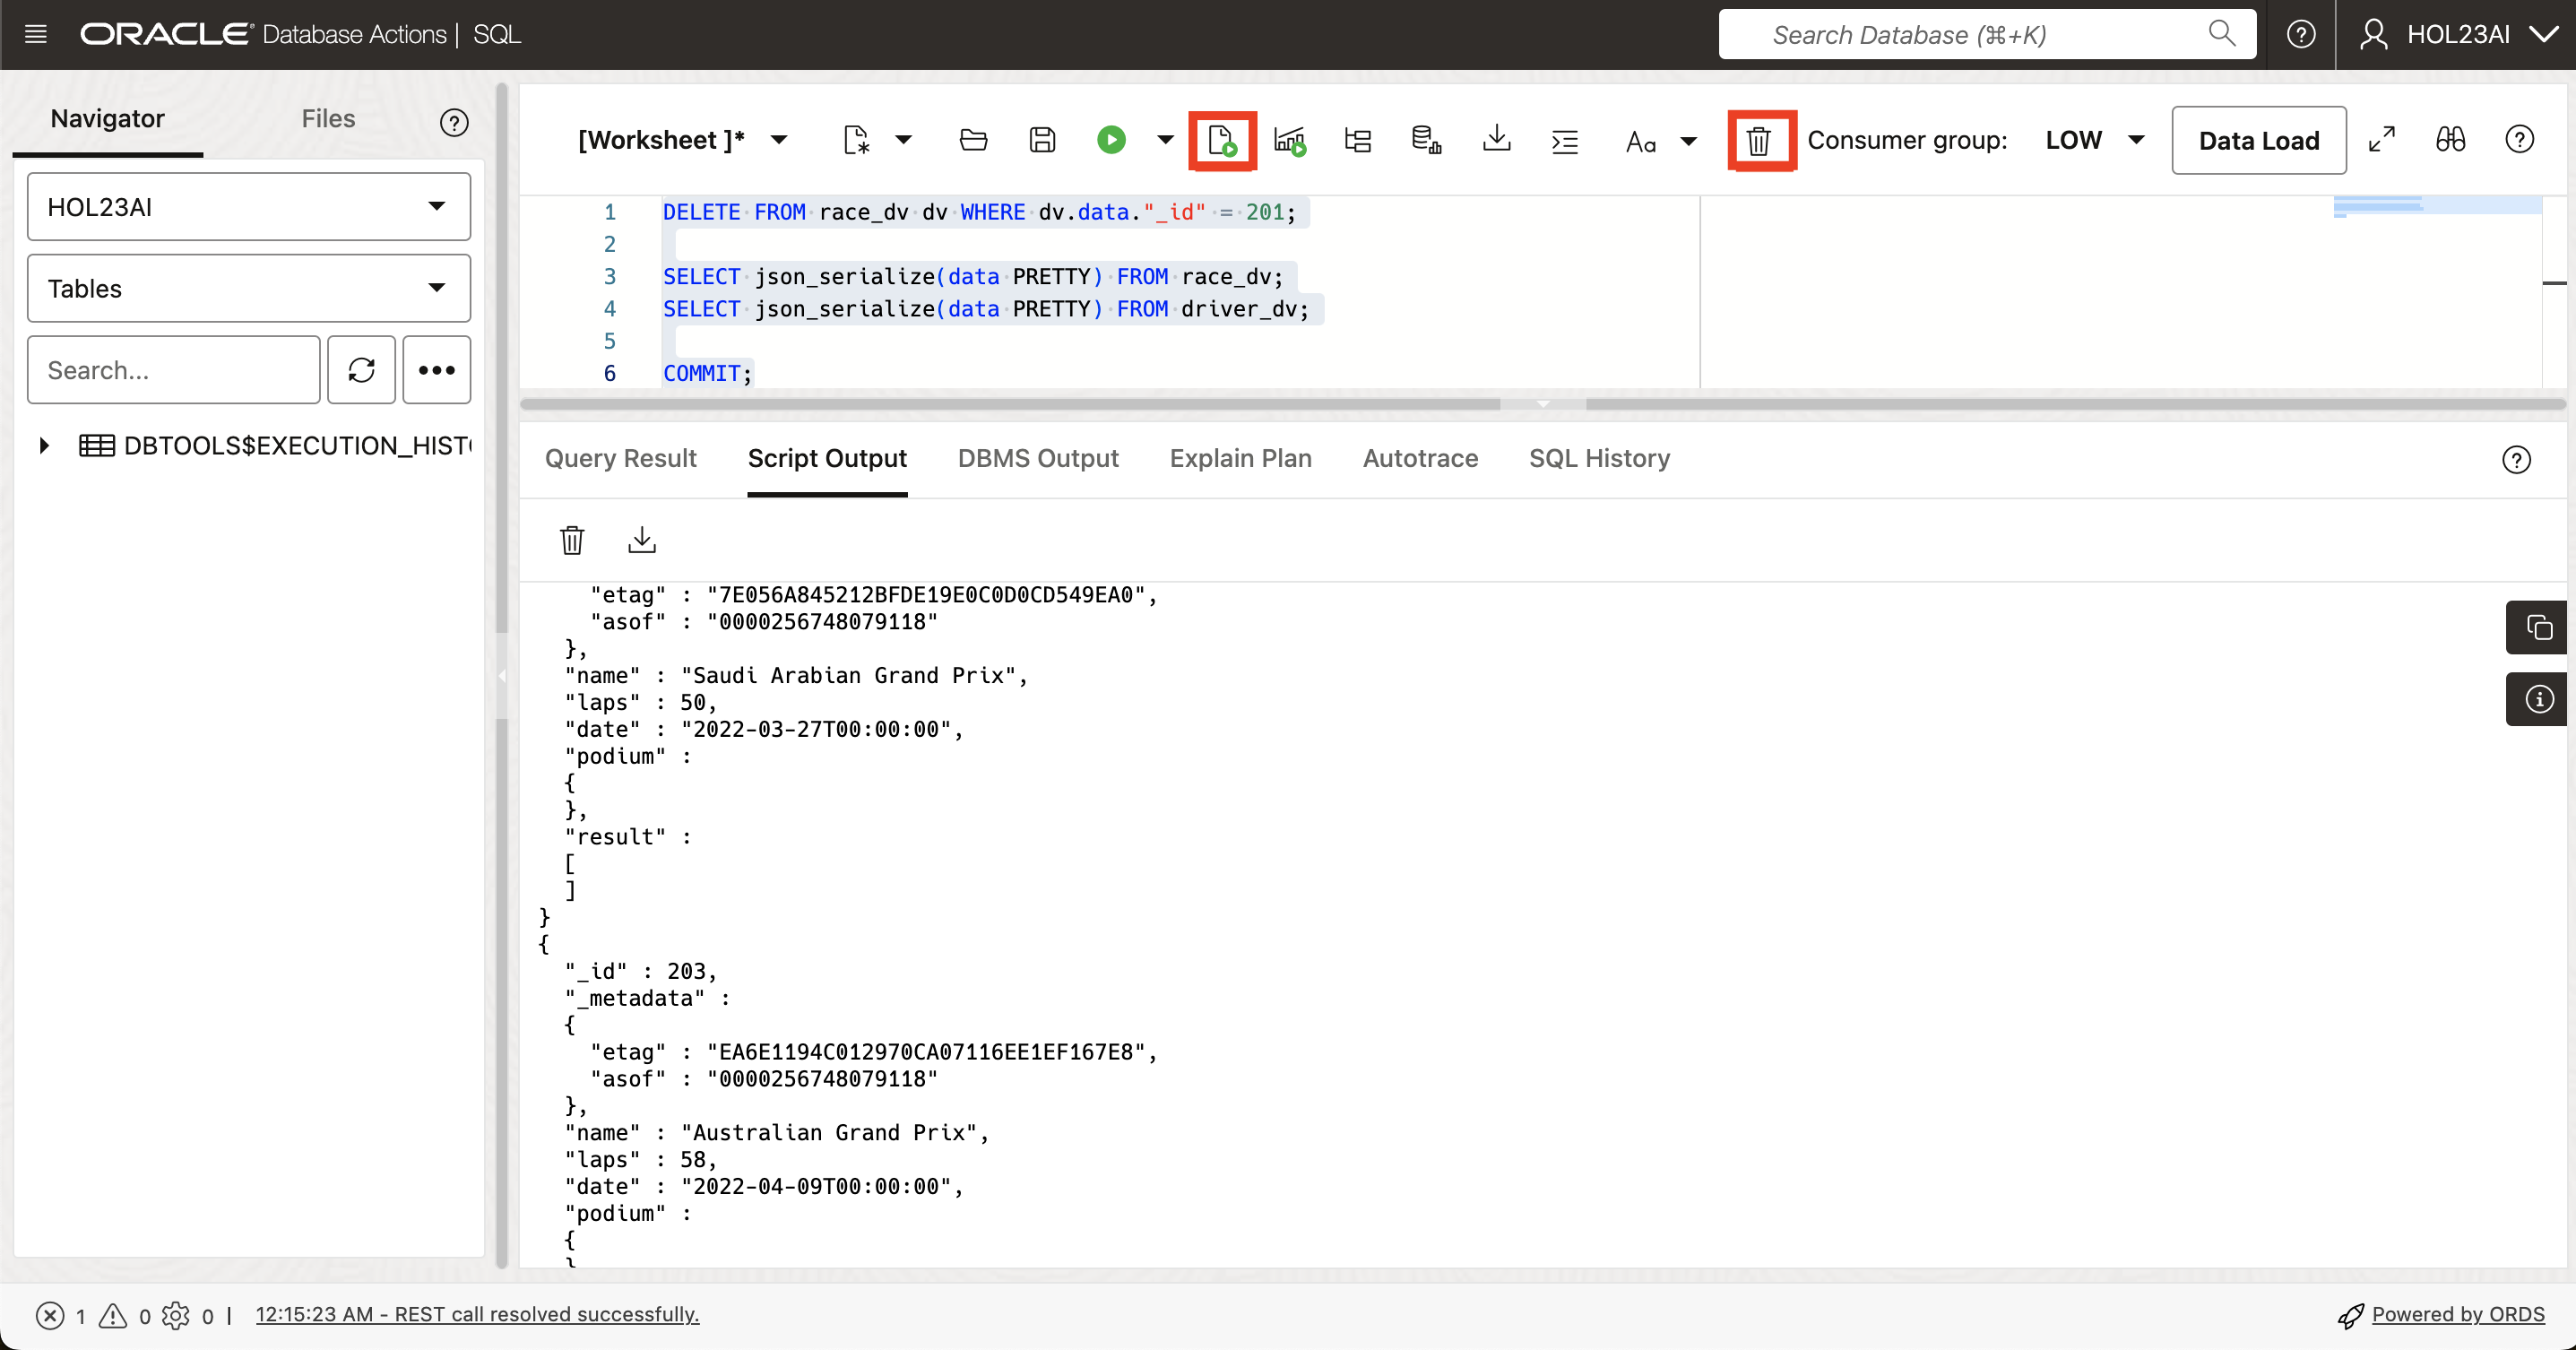 ORACLE Database Actions | SQL
Search Database (⌘+K)
HOL23AI
Navigator
Files
HOL23AI
Tables
Search...
DBTOOLS$EXECUTION_HIST
[Worksheet ]*
Aa
Consumer group:
LOW
Data Load
1 DELETE FROM race_dv dv WHERE dv.data."_id" = 201;
2
3 SELECT json_serialize(data PRETTY) FROM race_dv;
4 SELECT json_serialize(data PRETTY) FROM driver_dv;
5
6 COMMIT;
Query Result
Script Output
DBMS Output
Explain Plan
Autotrace
SQL History
"etag" : "7E056A845212BFDE19E0C0D0CD549EA0",
"asof" : "0000256748079118"
},
"name" : "Saudi Arabian Grand Prix",
"laps" : 50,
"date" : "2022-03-27T00:00:00",
"podium" :
{
},
"result" :
[
]
}
{
"_id" : 203,
"_metadata" :
{
"etag" : "EA6E1194C012970CA07116EE1EF167E8",
"asof" : "0000256748079118"
},
"name" : "Australian Grand Prix",
"laps" : 58,
"date" : "2022-04-09T00:00:00",
"podium" :
{
}
1 0 0 | 12:15:23 AM - REST call resolved successfully.
Powered by ORDS